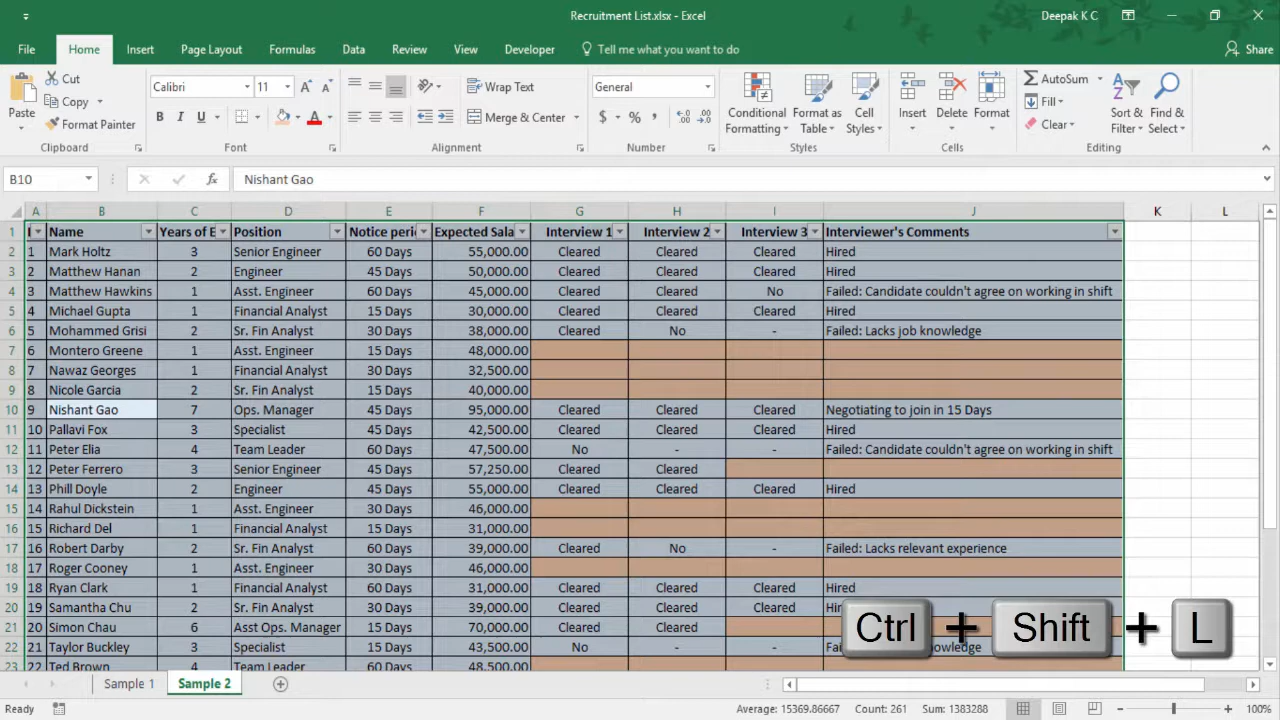 Recruitment List.xlsx - Excel
Deepak K C
File Home Insert Page Layout Formulas Data Review View Developer Tell me what you want to do Share
Paste Cut Copy Format Painter
Calibri 11
B I U A
Wrap Text
Merge & Center
General
$ % ,
Conditional Formatting Format as Table Cell Styles
Insert Delete Format
AutoSum Fill Clear
Sort & Filter Find & Select
Clipboard Font Alignment Number Styles Cells Editing
B10 fx Nishant Gao
A B C D E F G H I J K L
1 Name Years of E Position Notice peri Expected Sala Interview 1 Interview 2 Interview 3 Interviewer's Comments
2 1 Mark Holtz 3 Senior Engineer 60 Days 55,000.00 Cleared Cleared Cleared Hired
3 2 Matthew Hanan 2 Engineer 45 Days 50,000.00 Cleared Cleared Cleared Hired
4 3 Matthew Hawkins 1 Asst. Engineer 60 Days 45,000.00 Cleared Cleared No Failed: Candidate couldn't agree on working in shift
5 4 Michael Gupta 1 Financial Analyst 15 Days 30,000.00 Cleared Cleared Cleared Hired
6 5 Mohammed Grisi 2 Sr. Fin Analyst 30 Days 38,000.00 Cleared No - Failed: Lacks job knowledge
7 6 Montero Greene 1 Asst. Engineer 15 Days 48,000.00
8 7 Nawaz Georges 1 Financial Analyst 30 Days 32,500.00
9 8 Nicole Garcia 2 Sr. Fin Analyst 15 Days 40,000.00
10 9 Nishant Gao 7 Ops. Manager 45 Days 95,000.00 Cleared Cleared Cleared Negotiating to join in 15 Days
11 10 Pallavi Fox 3 Specialist 45 Days 42,500.00 Cleared Cleared Cleared Hired
12 11 Peter Elia 4 Team Leader 60 Days 47,500.00 No - - Failed: Candidate couldn't agree on working in shift
13 12 Peter Ferrero 3 Senior Engineer 45 Days 57,250.00 Cleared Cleared
14 13 Phill Doyle 2 Engineer 45 Days 55,000.00 Cleared Cleared Cleared Hired
15 14 Rahul Dickstein 1 Asst. Engineer 30 Days 46,000.00
16 15 Richard Del 1 Financial Analyst 15 Days 31,000.00
17 16 Robert Darby 2 Sr. Fin Analyst 60 Days 39,000.00 Cleared No - Failed: Lacks relevant experience
18 17 Roger Cooney 1 Asst. Engineer 30 Days 46,000.00
19 18 Ryan Clark 1 Financial Analyst 60 Days 31,000.00 Cleared Cleared Cleared Hired
20 19 Samantha Chu 2 Sr. Fin Analyst 30 Days 39,000.00 Cleared Cleared Cleared
21 20 Simon Chau 6 Asst Ops. Manager 15 Days 70,000.00 Cleared Cleared
22 21 Taylor Buckley 3 Specialist 15 Days 43,500.00 No - -
23 22 Ted Brown 4 Team Leader 30 Days 48,500.00
Ctrl + Shift + L
Sample 1 Sample 2
Ready Average: 15369.86667 Count: 261 Sum: 1383288 100%